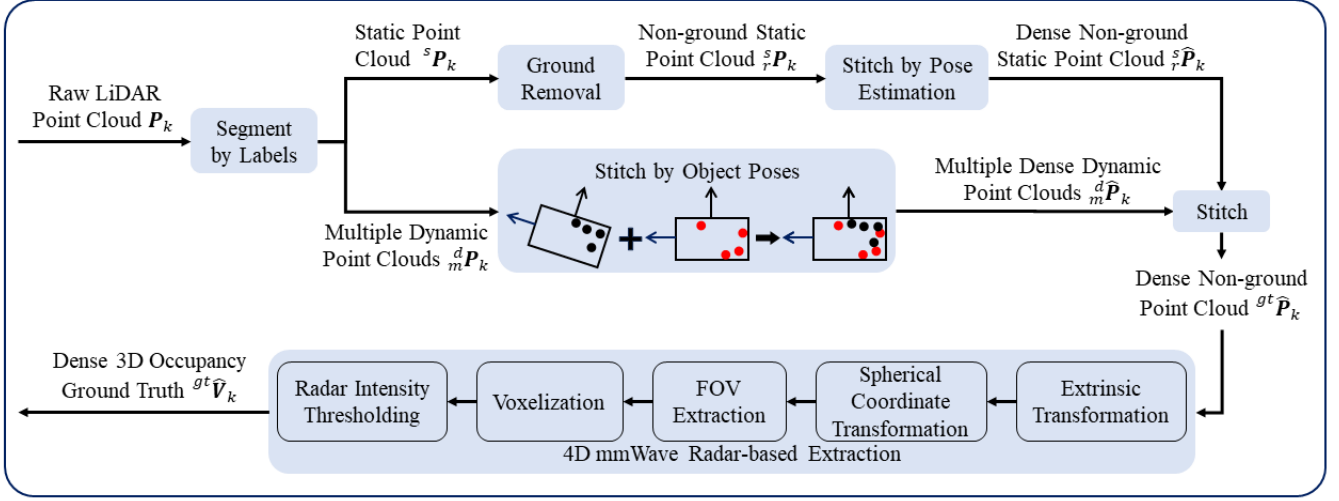 Raw LiDAR
Point Cloud 𝑷ₖ
Segment
by Labels
Static Point
Cloud ˢ𝑷ₖ
Ground
Removal
Non-ground Static
Point Cloud ˢᵣ𝑷ₖ
Stitch by Pose
Estimation
Dense Non-ground
Static Point Cloud ˢᵣ𝑷̂ₖ
Multiple Dynamic
Point Clouds ᵈₘ𝑷ₖ
Stitch by Object Poses
Multiple Dense Dynamic
Point Clouds ᵈₘ𝑷̂ₖ
Stitch
Dense Non-ground
Point Cloud ᵍᵗ𝑷̂ₖ
Extrinsic
Transformation
Spherical
Coordinate
Transformation
FOV
Extraction
Voxelization
Radar Intensity
Thresholding
4D mmWave Radar-based Extraction
Dense 3D Occupancy
Ground Truth ᵍᵗ𝑽̂ₖ